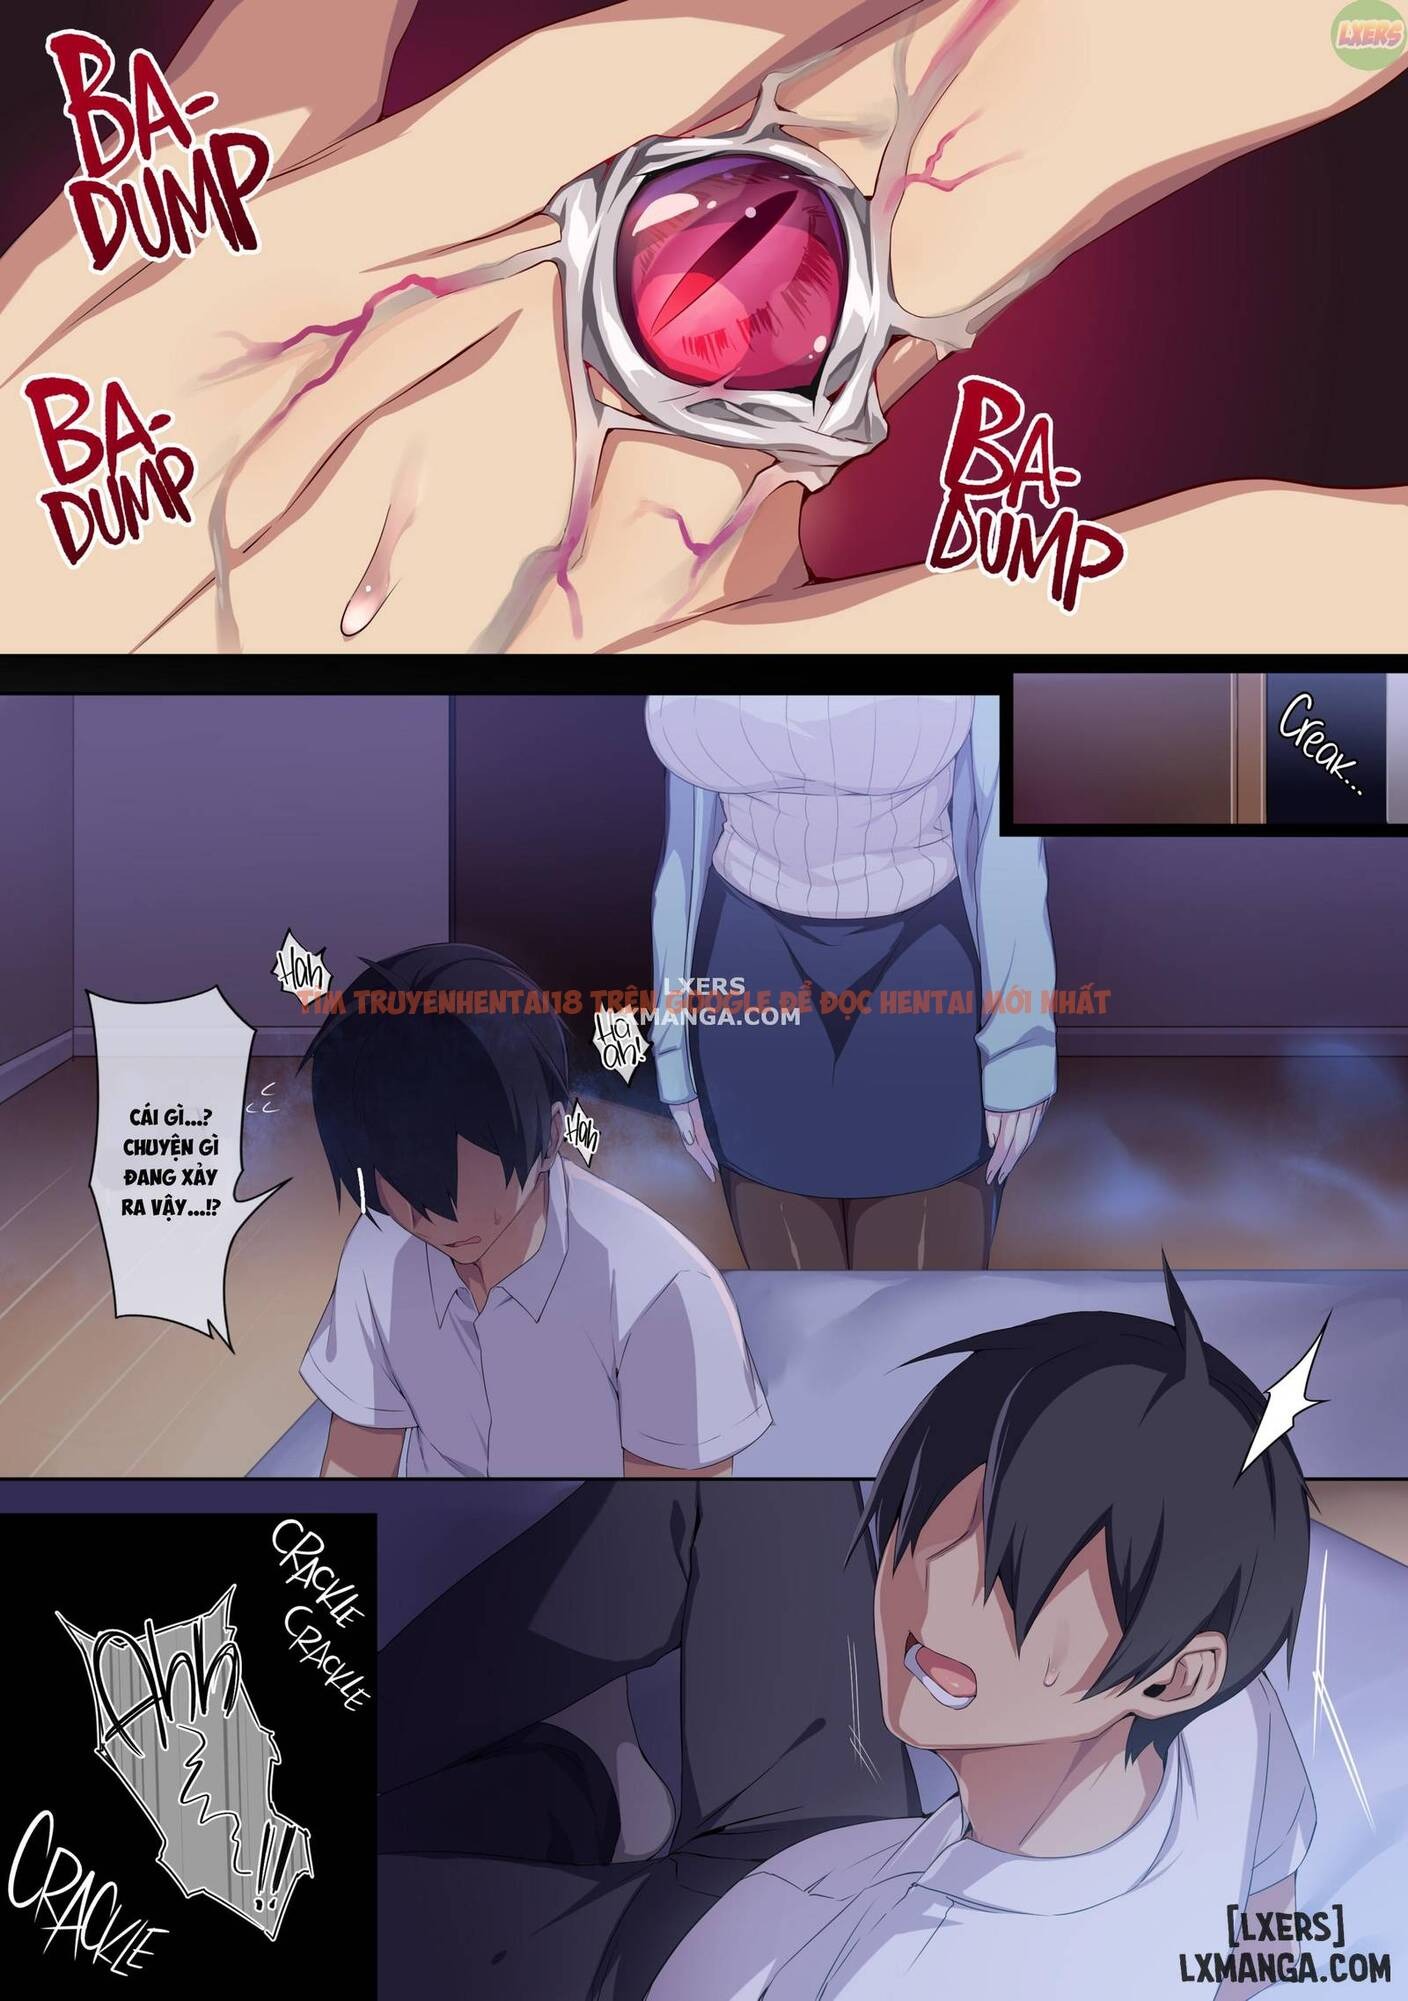 LXERS
BA-
DUMP
BA-
DUMP
BA-
DUMP
Creak...
Hah
LXERS
TÌM TRUYENHENTAI18 TRÊN GOOGLE ĐỂ ĐỌC HENTAI MỚI NHẤT
LXMANGA.COM
Ha
ah!
Hah
CÁI GÌ...?
CHUYỆN GÌ
ĐANG XẢY
RA VẬY...!?
CRACKLE
CRACKLE
Ahh
!!
CRACKLE
[LXERS]
LXMANGA.COM